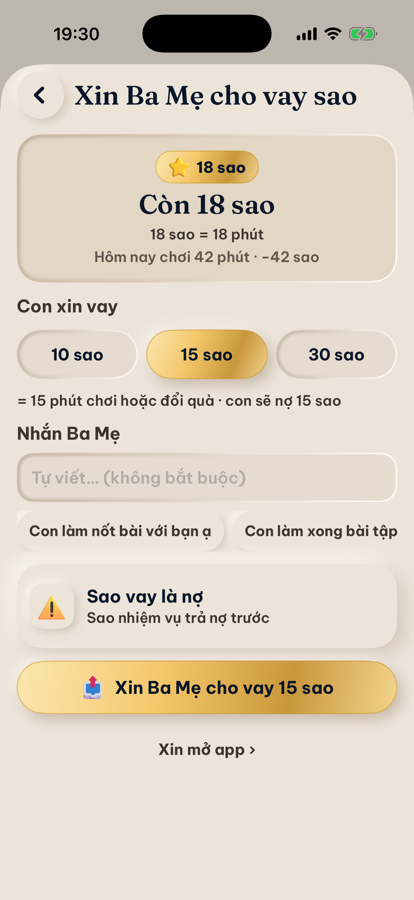 19:30
Xin Ba Mẹ cho vay sao
18 sao
Còn 18 sao
18 sao = 18 phút
Hôm nay chơi 42 phút · −42 sao
Con xin vay
10 sao
15 sao
30 sao
= 15 phút chơi hoặc đổi quà · con sẽ nợ 15 sao
Nhắn Ba Mẹ
Tự viết... (không bắt buộc)
Con làm nốt bài với bạn ạ
Con làm xong bài tập
Sao vay là nợ
Sao nhiệm vụ trả nợ trước
Xin Ba Mẹ cho vay 15 sao
Xin mở app ›